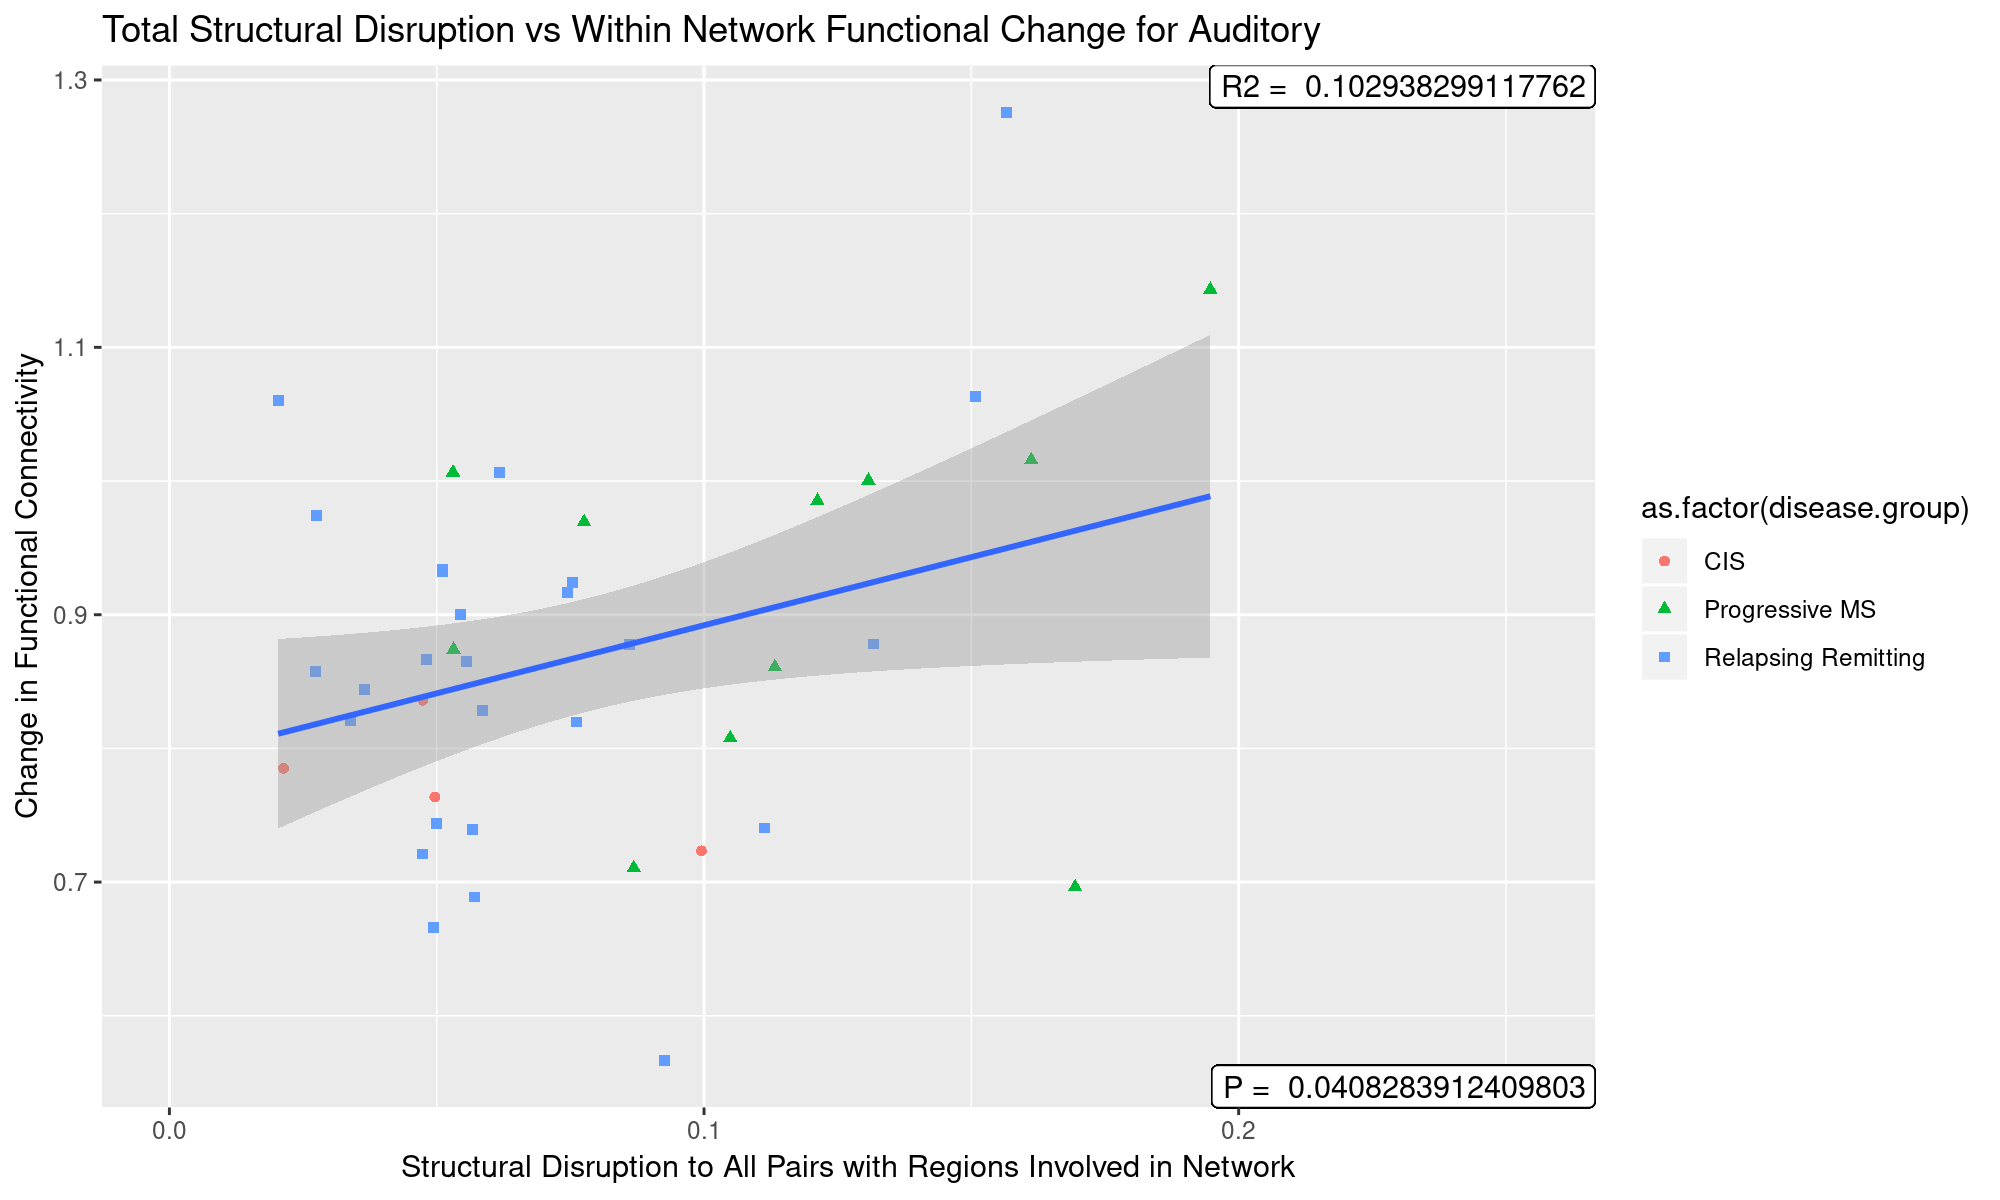 Total Structural Disruption vs Within Network Functional Change for Auditory
R2 =  0.102938299117762
1.3
1.1
0.9
0.7
Change in Functional Connectivity
as.factor(disease.group)
CIS
Progressive MS
Relapsing Remitting
P =  0.0408283912409803
0.0
0.1
0.2
Structural Disruption to All Pairs with Regions Involved in Network